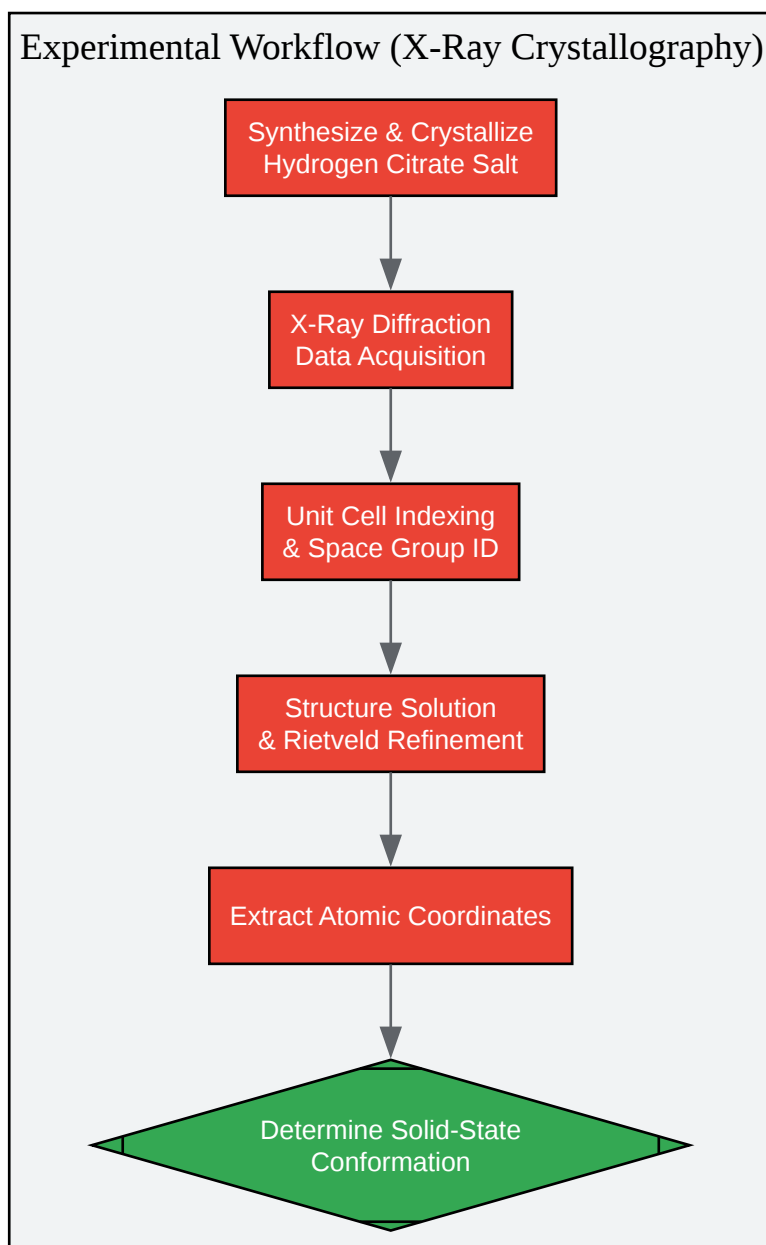 Experimental Workflow (X-Ray Crystallography)
Synthesize & Crystallize
Hydrogen Citrate Salt
X-Ray Diffraction
Data Acquisition
Unit Cell Indexing
& Space Group ID
Structure Solution
& Rietveld Refinement
Extract Atomic Coordinates
Determine Solid-State
Conformation